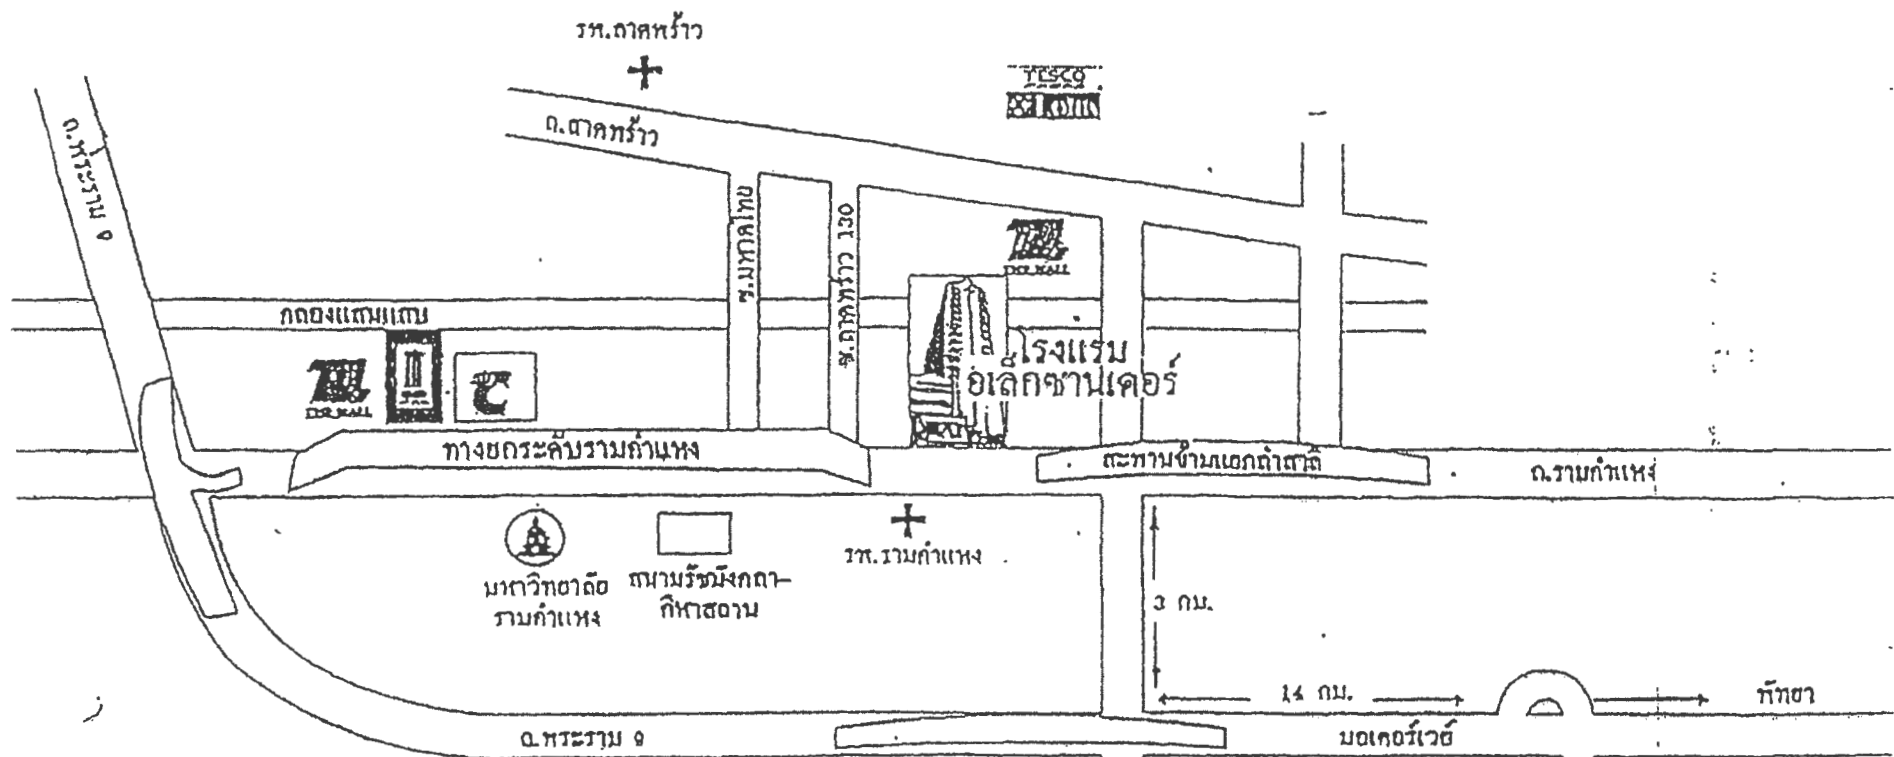 รพ.ลาดพร้าว
TESCO
ถ.ลาดพร้าว
ถ.พระราม ๑
ซ.มหาดไทย
ซ.ลาดพร้าว 130
THE MALL
คลองแสนแสบ
โรงแรม
อเล็กซานเดอร์
THE MALL
ทางยกระดับรามคำแหง
สะพานข้ามแยกลำสาลี
ถ.รามคำแหง
มหาวิทยาลัย
รามคำแหง
สนามรัชมังคลา-
กีฬาสถาน
รพ.รามคำแหง
3 กม.
14 กม.
พัทยา
ถ.พระราม ๑
มอเตอร์เวย์